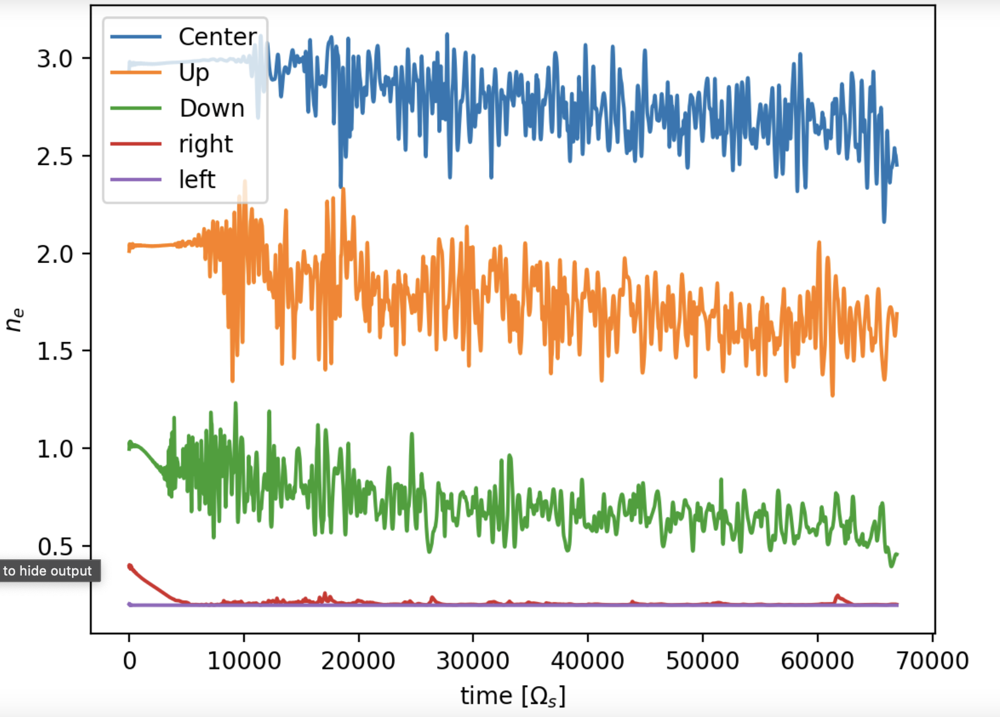 Center
Up
Down
right
left
3.0
2.5
2.0
1.5
1.0
0.5
n_e
to hide output
0 10000 20000 30000 40000 50000 60000 70000
time [Ω_s]